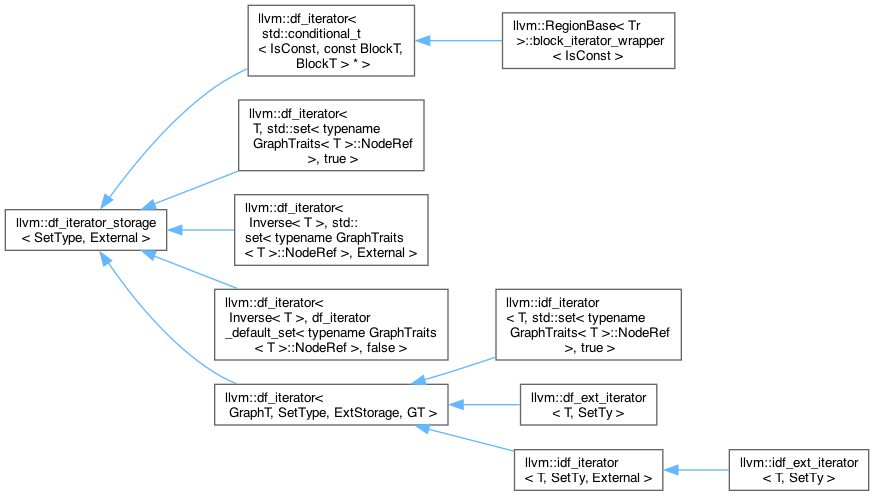 llvm::df_iterator<
std::conditional_t
< IsConst, const BlockT,
BlockT > * >
llvm::RegionBase< Tr
>::block_iterator_wrapper
< IsConst >
llvm::df_iterator<
T, std::set< typename
GraphTraits< T >::NodeRef
>, true >
llvm::df_iterator_storage
< SetType, External >
llvm::df_iterator<
Inverse< T >, std::
set< typename GraphTraits
< T >::NodeRef >, External >
llvm::df_iterator<
Inverse< T >, df_iterator
_default_set< typename GraphTraits
< T >::NodeRef >, false >
llvm::idf_iterator
< T, std::set< typename
GraphTraits< T >::NodeRef
>, true >
llvm::df_iterator<
GraphT, SetType, ExtStorage, GT >
llvm::df_ext_iterator
< T, SetTy >
llvm::idf_iterator
< T, SetTy, External >
llvm::idf_ext_iterator
< T, SetTy >